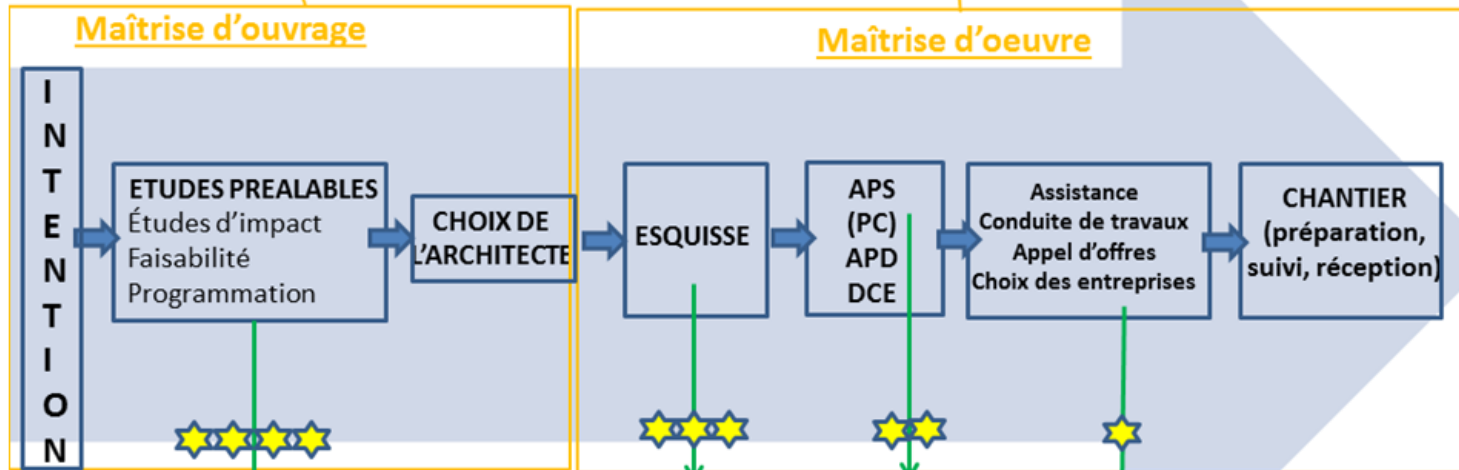 Maîtrise d'ouvrage
Maîtrise d'oeuvre
I
N
T
E
N
T
I
O
N
ETUDES PREALABLES
Études d'impact
Faisabilité
Programmation
CHOIX DE
L'ARCHITECTE
ESQUISSE
APS
(PC)
APD
DCE
Assistance
Conduite de travaux
Appel d'offres
Choix des entreprises
CHANTIER
(préparation,
suivi, réception)